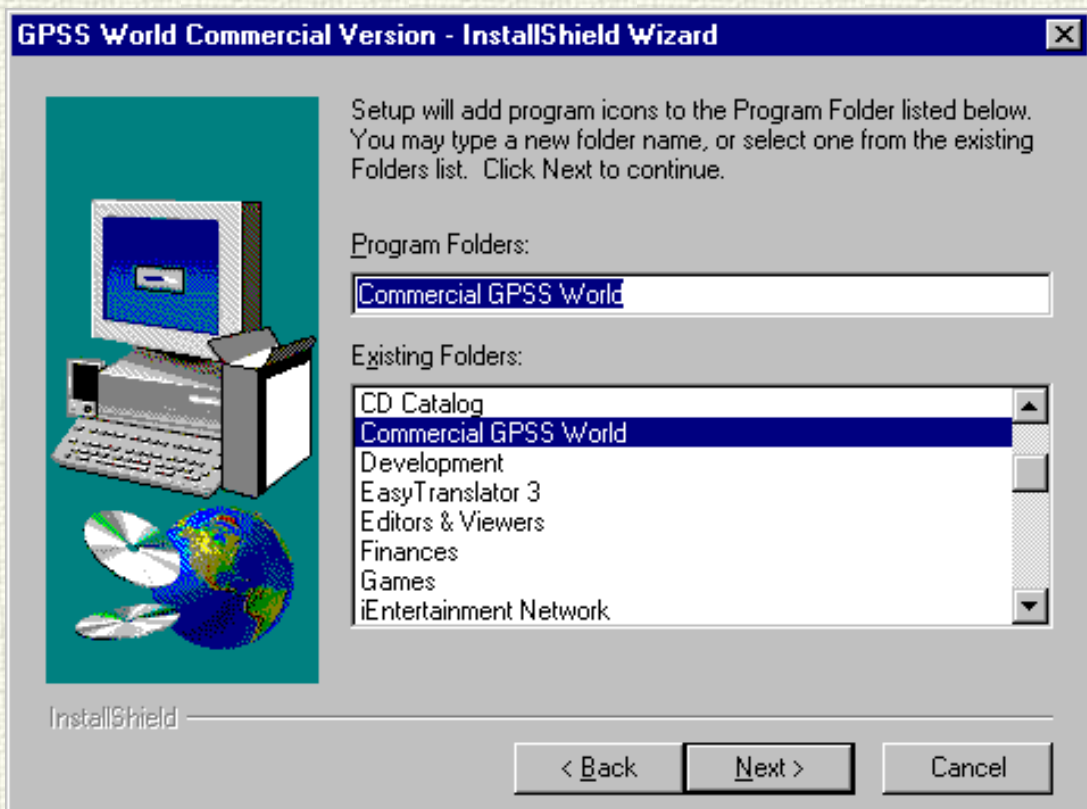 GPSS World Commercial Version - InstallShield Wizard
Setup will add program icons to the Program Folder listed below.
You may type a new folder name, or select one from the existing
Folders list. Click Next to continue.
Program Folders:
Commercial GPSS World
Existing Folders:
CD Catalog
Commercial GPSS World
Development
EasyTranslator 3
Editors & Viewers
Finances
Games
iEntertainment Network
InstallShield
< Back
Next >
Cancel